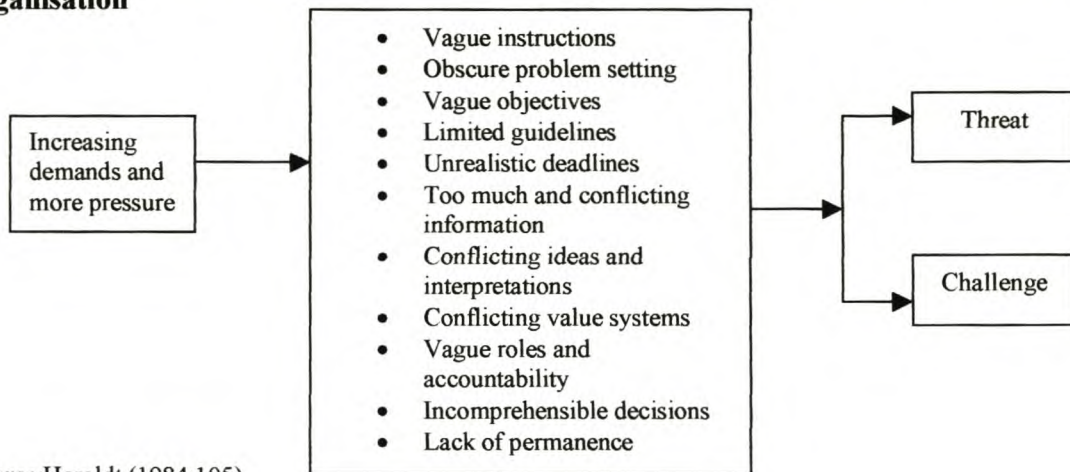 Increasing
demands and
more pressure
• Vague instructions
• Obscure problem setting
• Vague objectives
• Limited guidelines
• Unrealistic deadlines
• Too much and conflicting
information
• Conflicting ideas and
interpretations
• Conflicting value systems
• Vague roles and
accountability
• Incomprehensible decisions
• Lack of permanence
Threat
Challenge